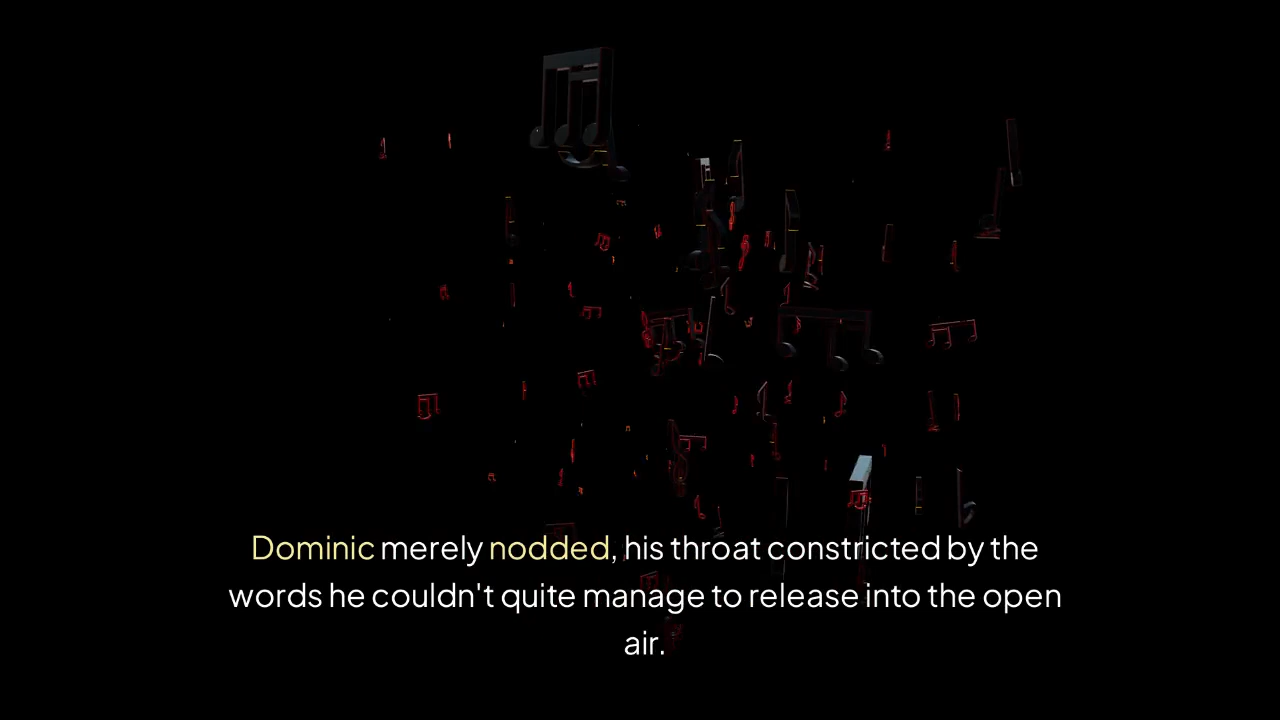 Dominic merely nodded, his throat constricted by the
words he couldn't quite manage to release into the open
air.